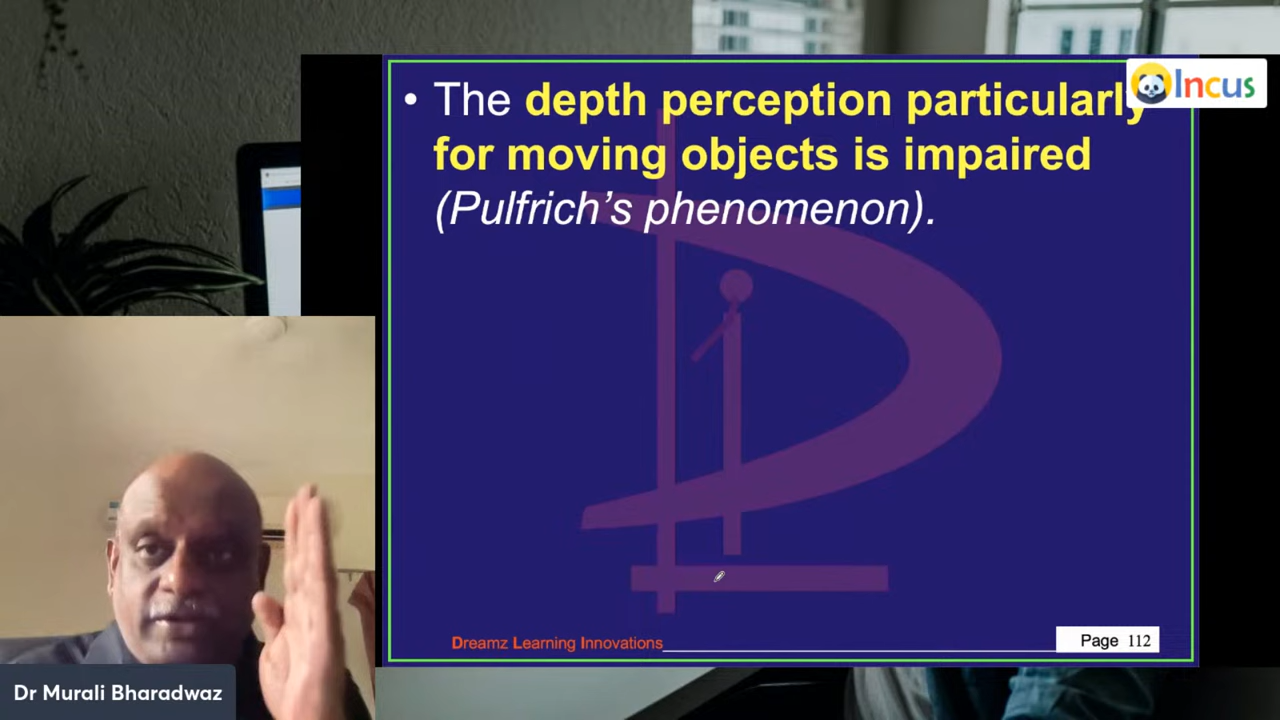 • The depth perception particularly
for moving objects is impaired
(Pulfrich’s phenomenon).
Incus
Dreamz Learning Innovations
Page 112
Dr Murali Bharadwaz